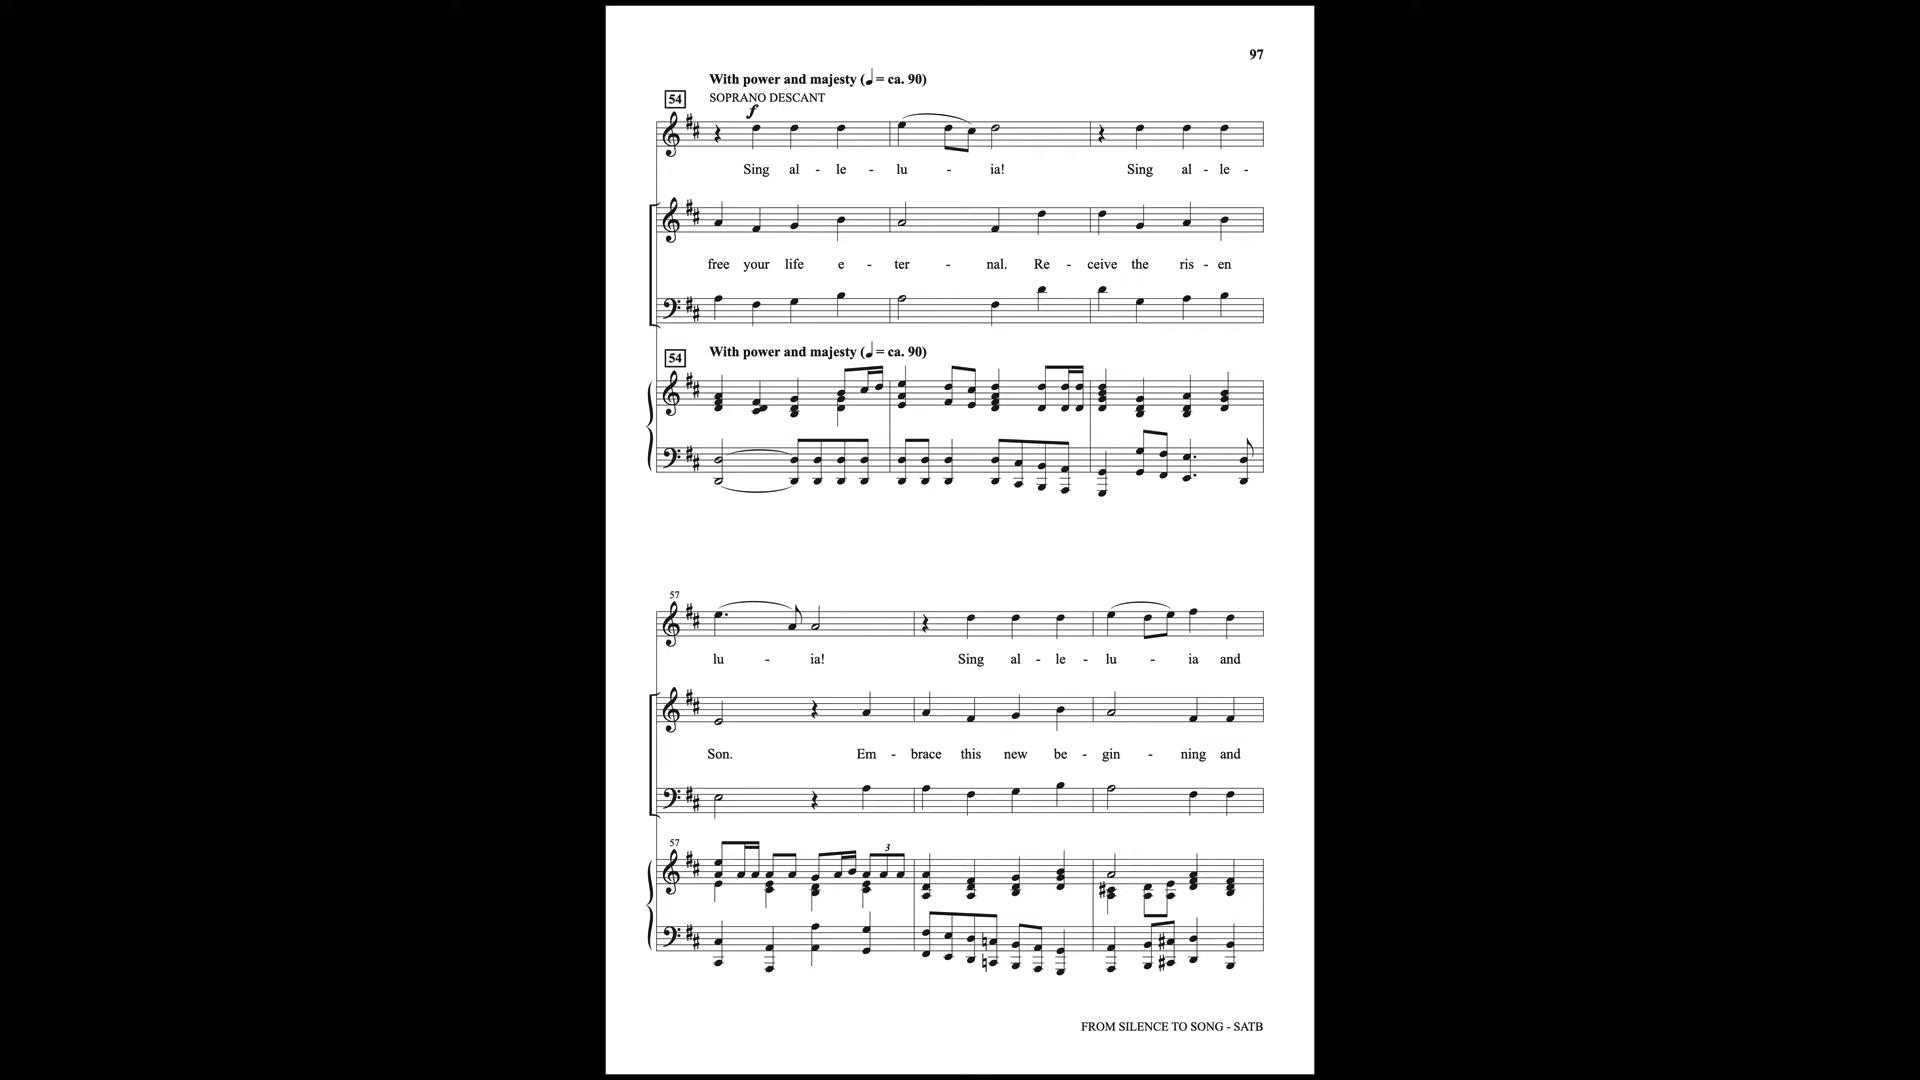 97
With power and majesty (♩ = ca. 90)
54 SOPRANO DESCANT
f
Sing al - le - lu - ia! Sing al - le -
free your life e - ter - nal. Re - ceive the ris - en
With power and majesty (♩ = ca. 90)
54
57
lu - ia! Sing al - le - lu - ia and
Son. Em - brace this new be - gin - ning and
57
3
FROM SILENCE TO SONG - SATB